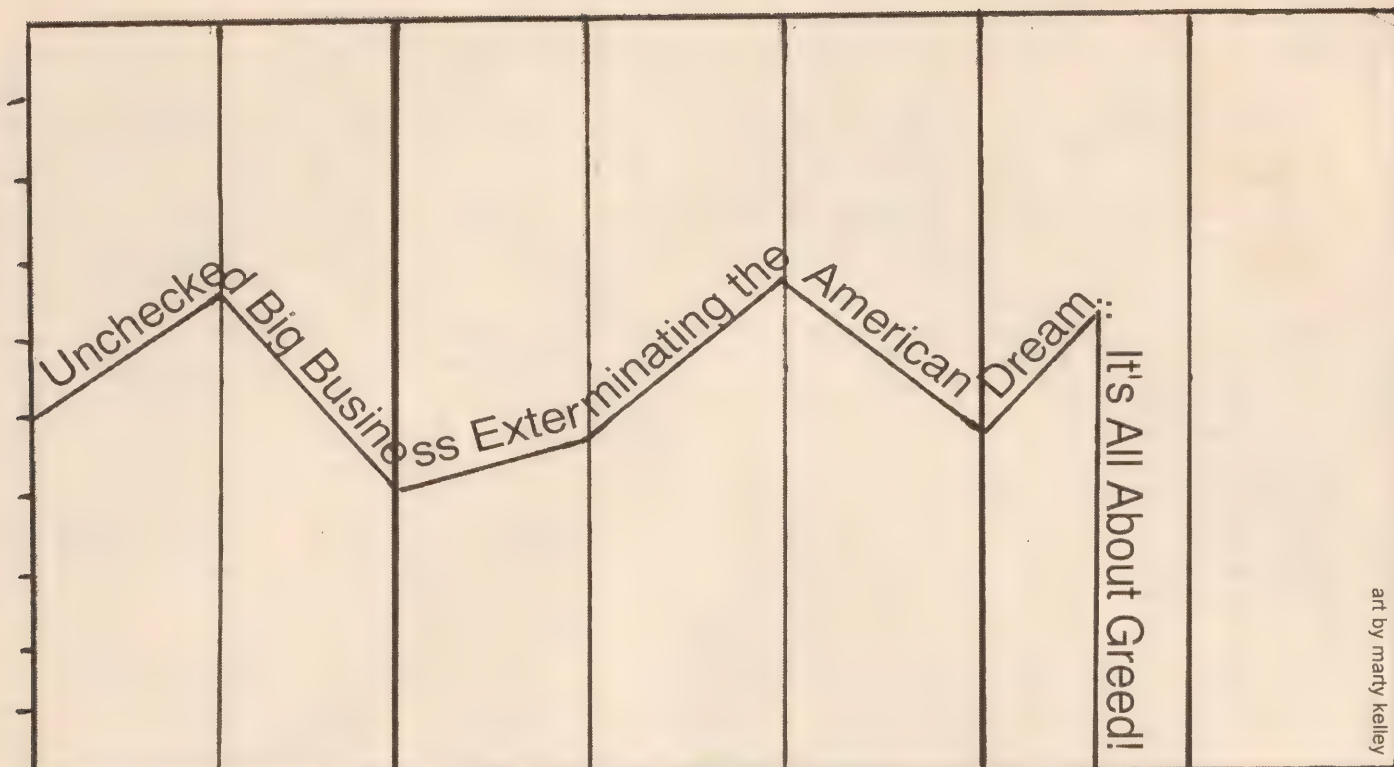 Unchecked Big Business Exterminating the American Dream...
It's All About Greed!
art by marty kelley